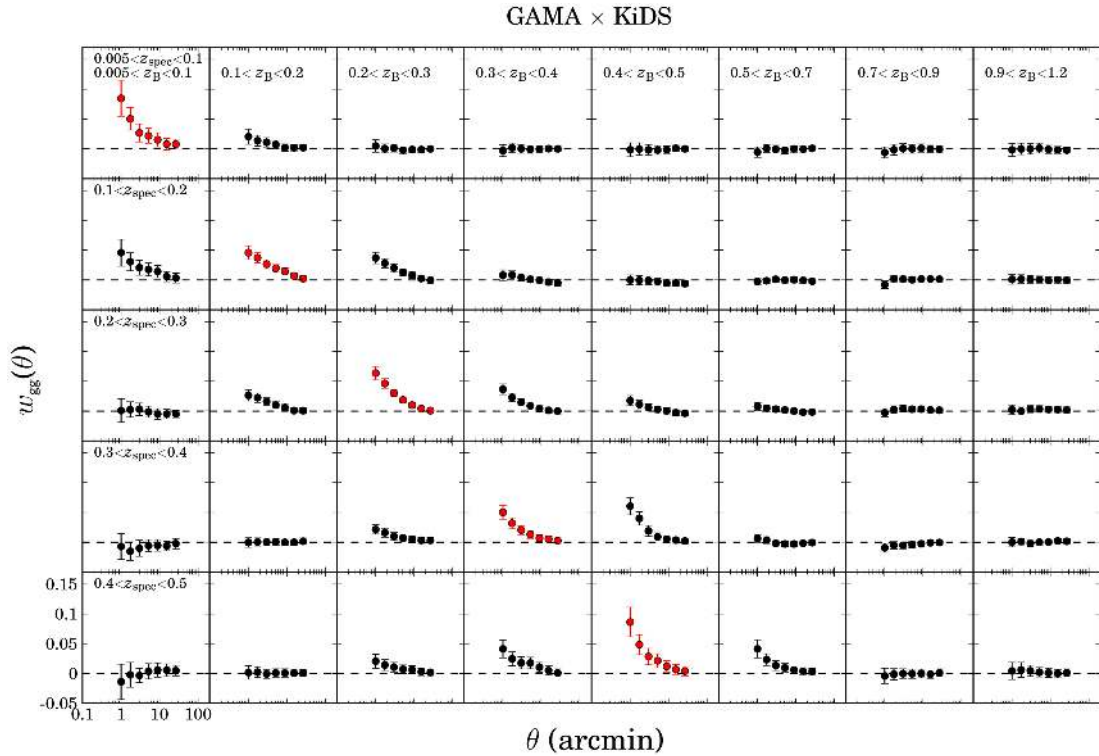 GAMA × KiDS
0.005<z_spec<0.1
0.005<z_B<0.1
0.1<z_B<0.2
0.2<z_B<0.3
0.3<z_B<0.4
0.4<z_B<0.5
0.5<z_B<0.7
0.7<z_B<0.9
0.9<z_B<1.2
0.1<z_spec<0.2
0.2<z_spec<0.3
w_gg(θ)
0.3<z_spec<0.4
0.4<z_spec<0.5
0.15
0.1
0.05
0
-0.05
0.1 1 10 100
θ (arcmin)